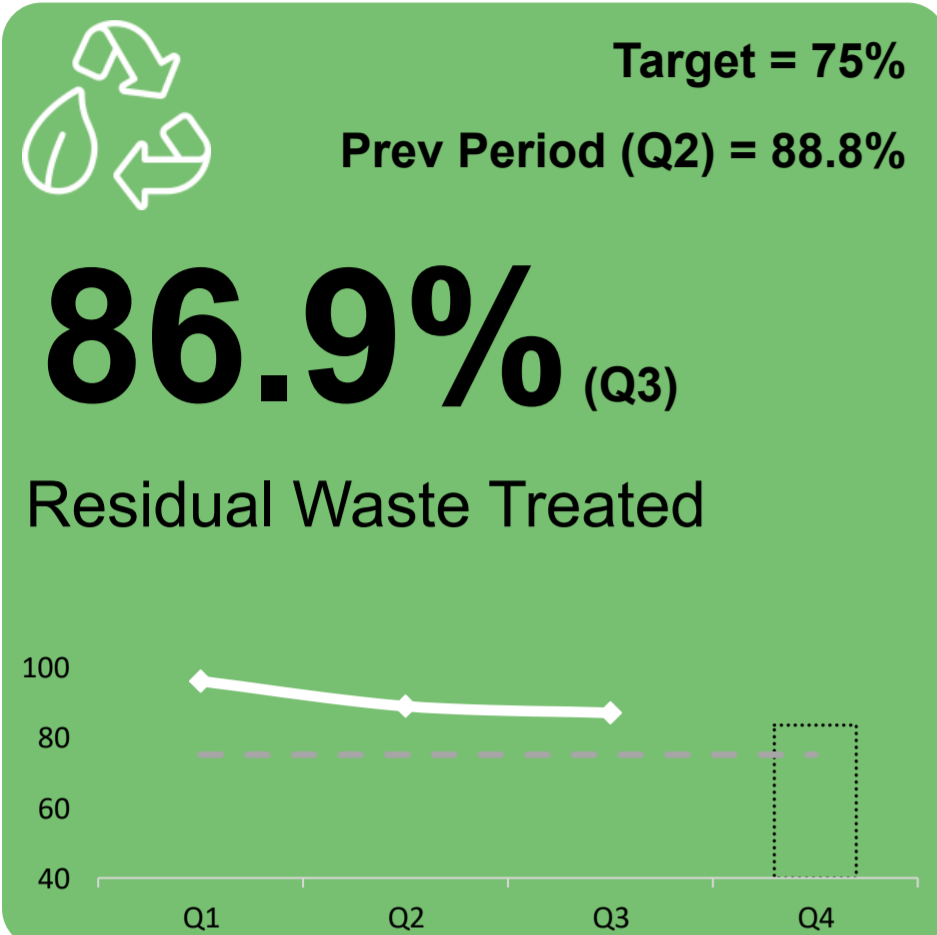 Target = 75%
Prev Period (Q2) = 88.8%
86.9% (Q3)
Residual Waste Treated
100
80
60
40
Q1 Q2 Q3 Q4